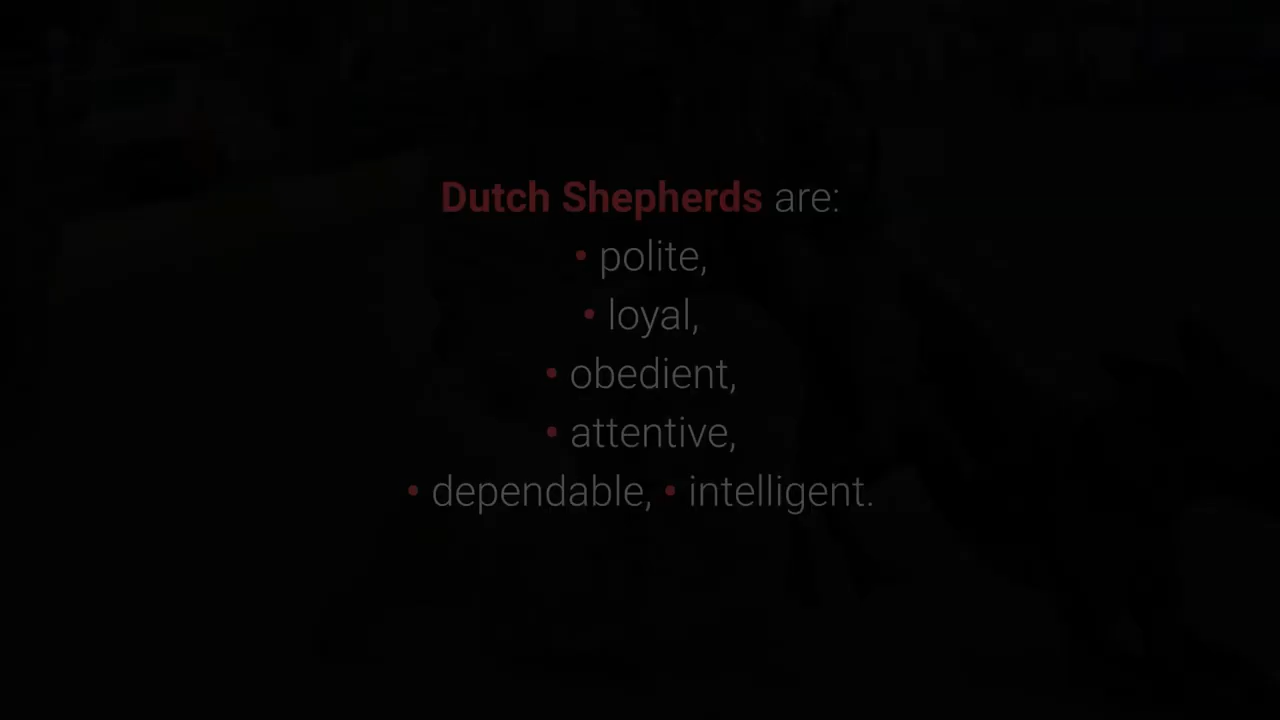 Dutch Shepherds are:
• polite,
• loyal,
• obedient,
• attentive,
• dependable, • intelligent.